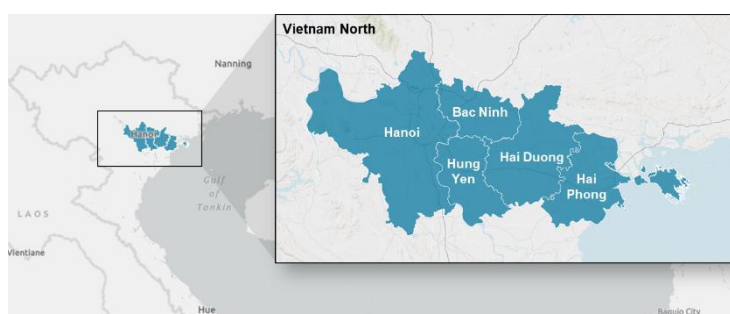 Vietnam North
Nanning
Hanoi
Gulf
of
Tonkin
LAOS
Vientiane
Hue
Baguio City
Hanoi
Bac Ninh
Hung
Yen
Hai Duong
Hai
Phong